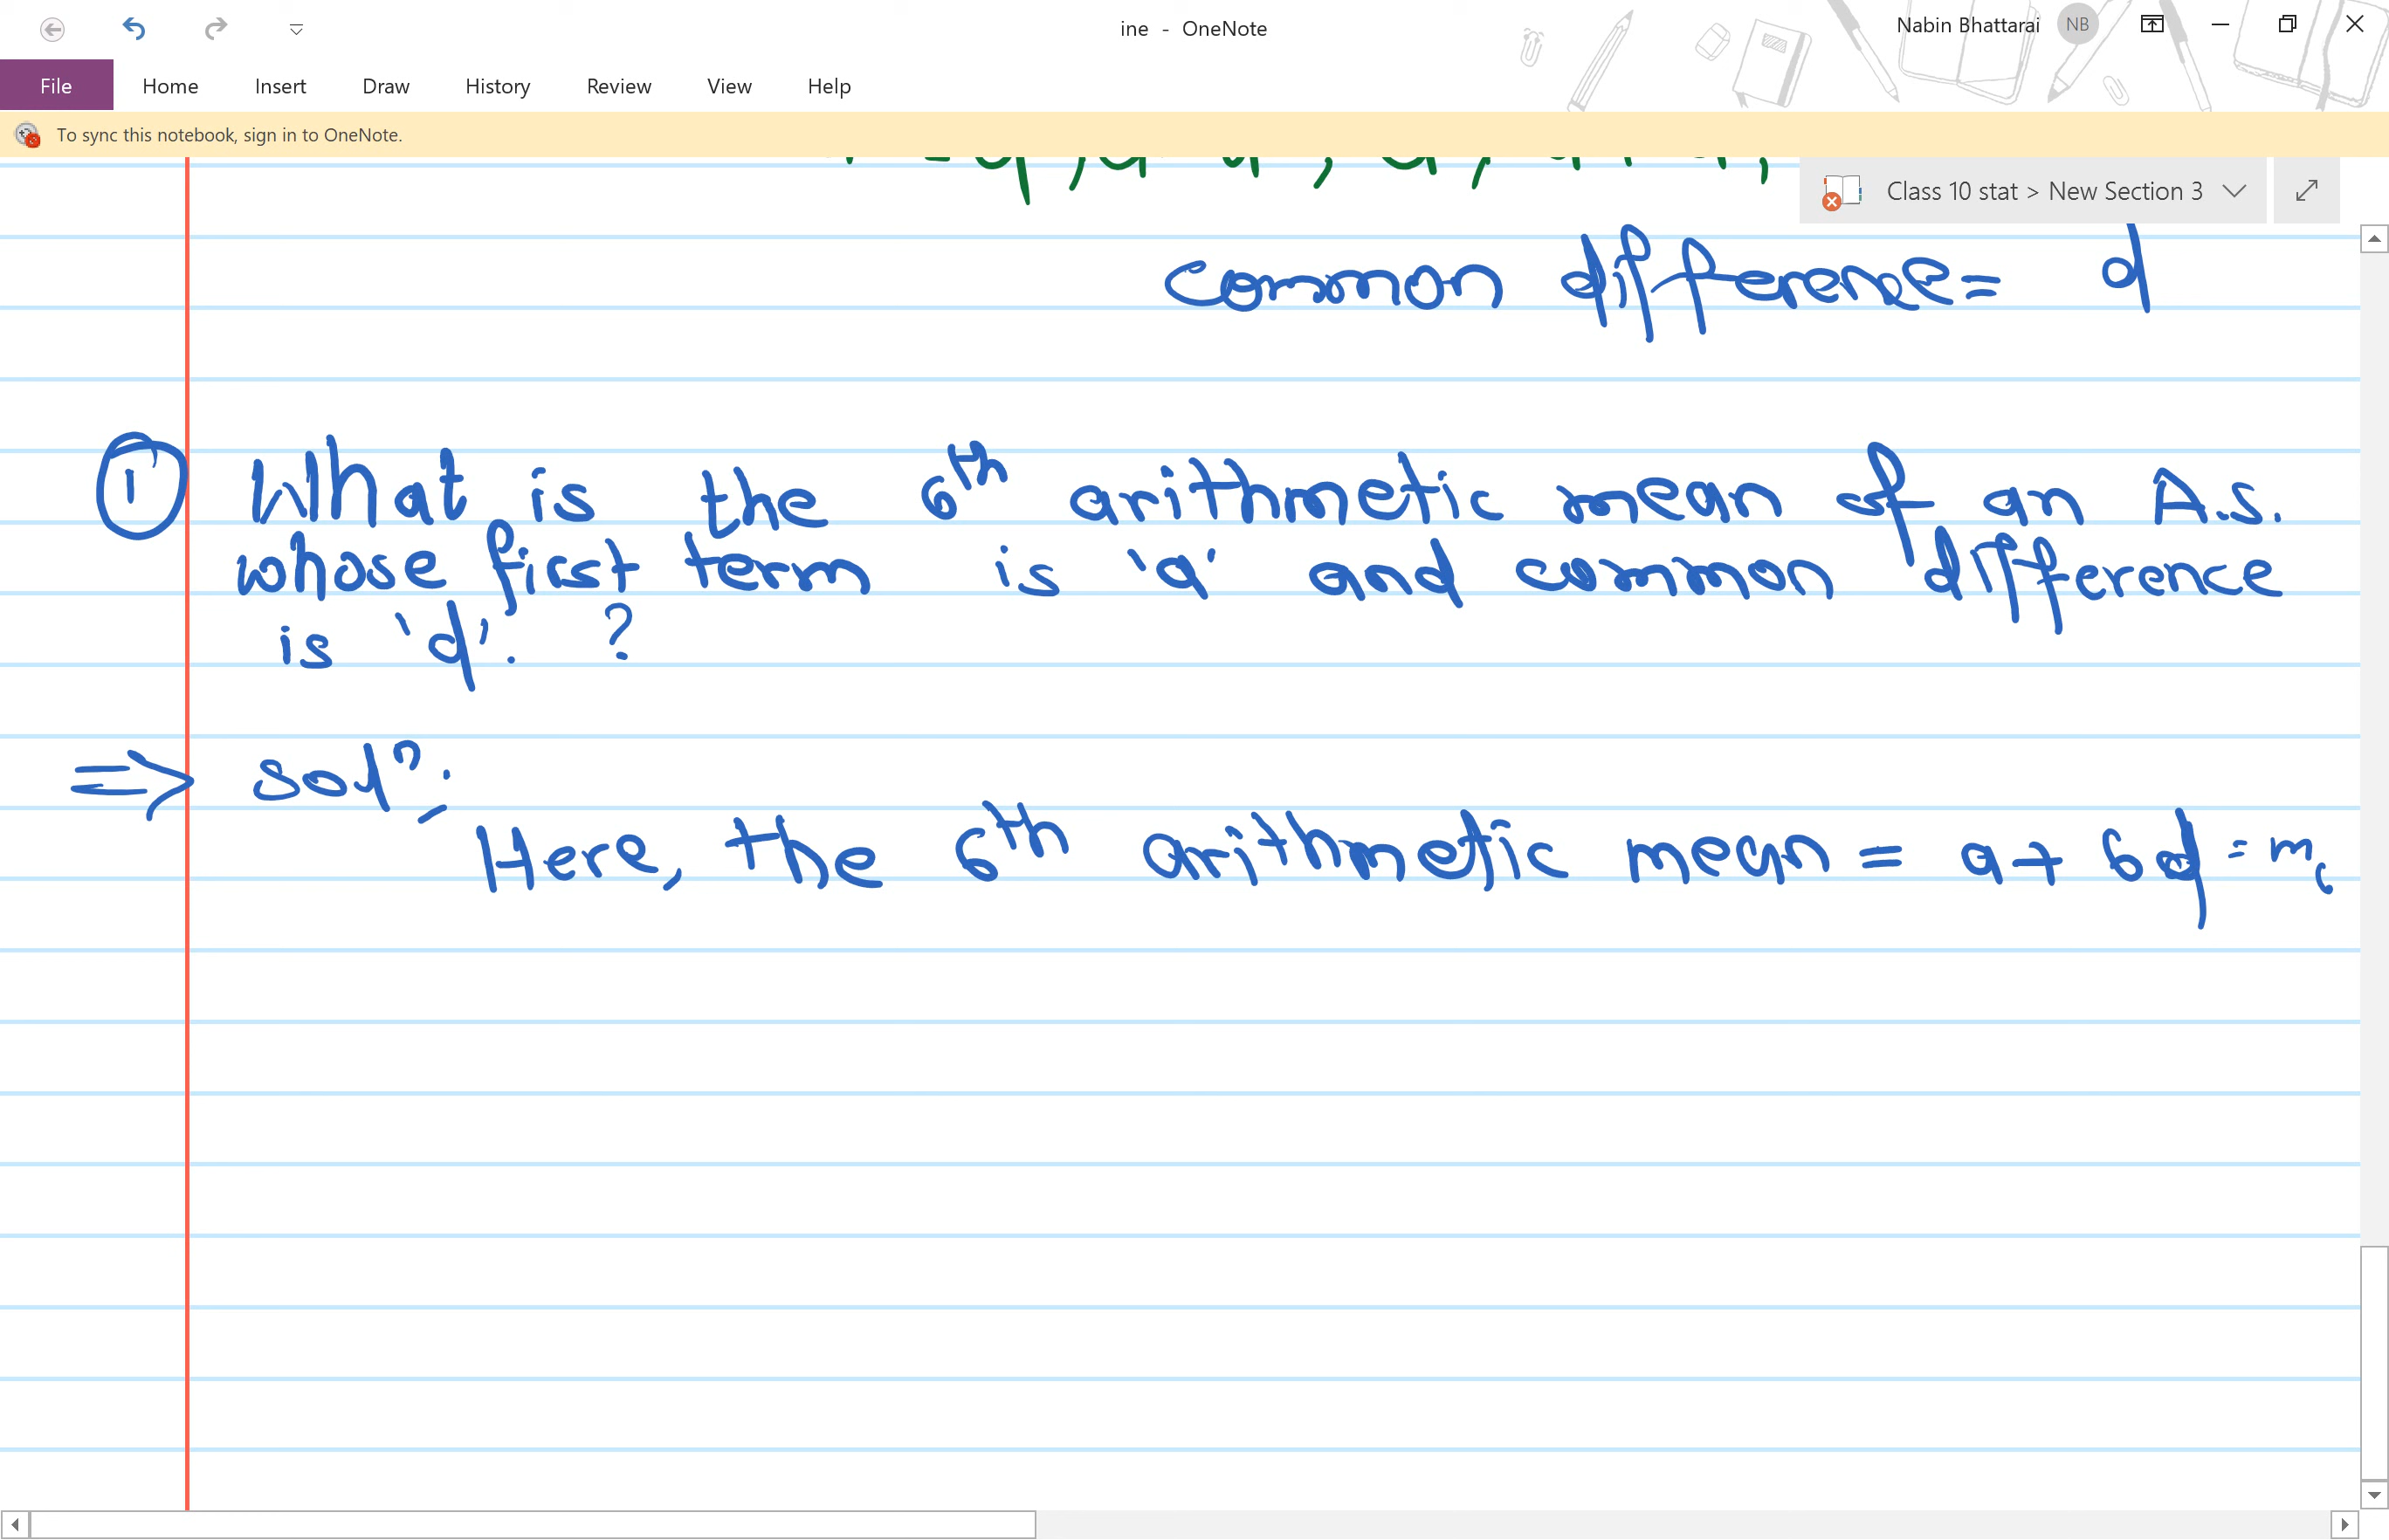 ine - OneNote
Nabin Bhattarai NB
File Home Insert Draw History Review View Help
To sync this notebook, sign in to OneNote.
Class 10 stat > New Section 3
common difference = d
① What is the 6th arithmetic mean of an A.S.
whose first term is 'a' and common difference
is 'd'. ?
=> solⁿ:
Here, the 6th arithmetic mean = a + 6d = m₆